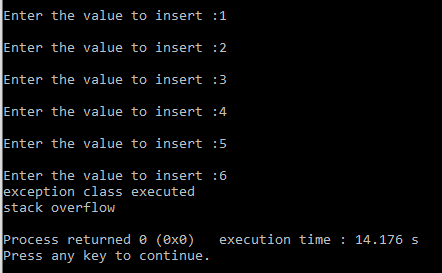 Enter the value to insert :1
Enter the value to insert :2
Enter the value to insert :3
Enter the value to insert :4
Enter the value to insert :5
Enter the value to insert :6
exception class executed
stack overflow
Process returned 0 (0x0)   execution time : 14.176 s
Press any key to continue.